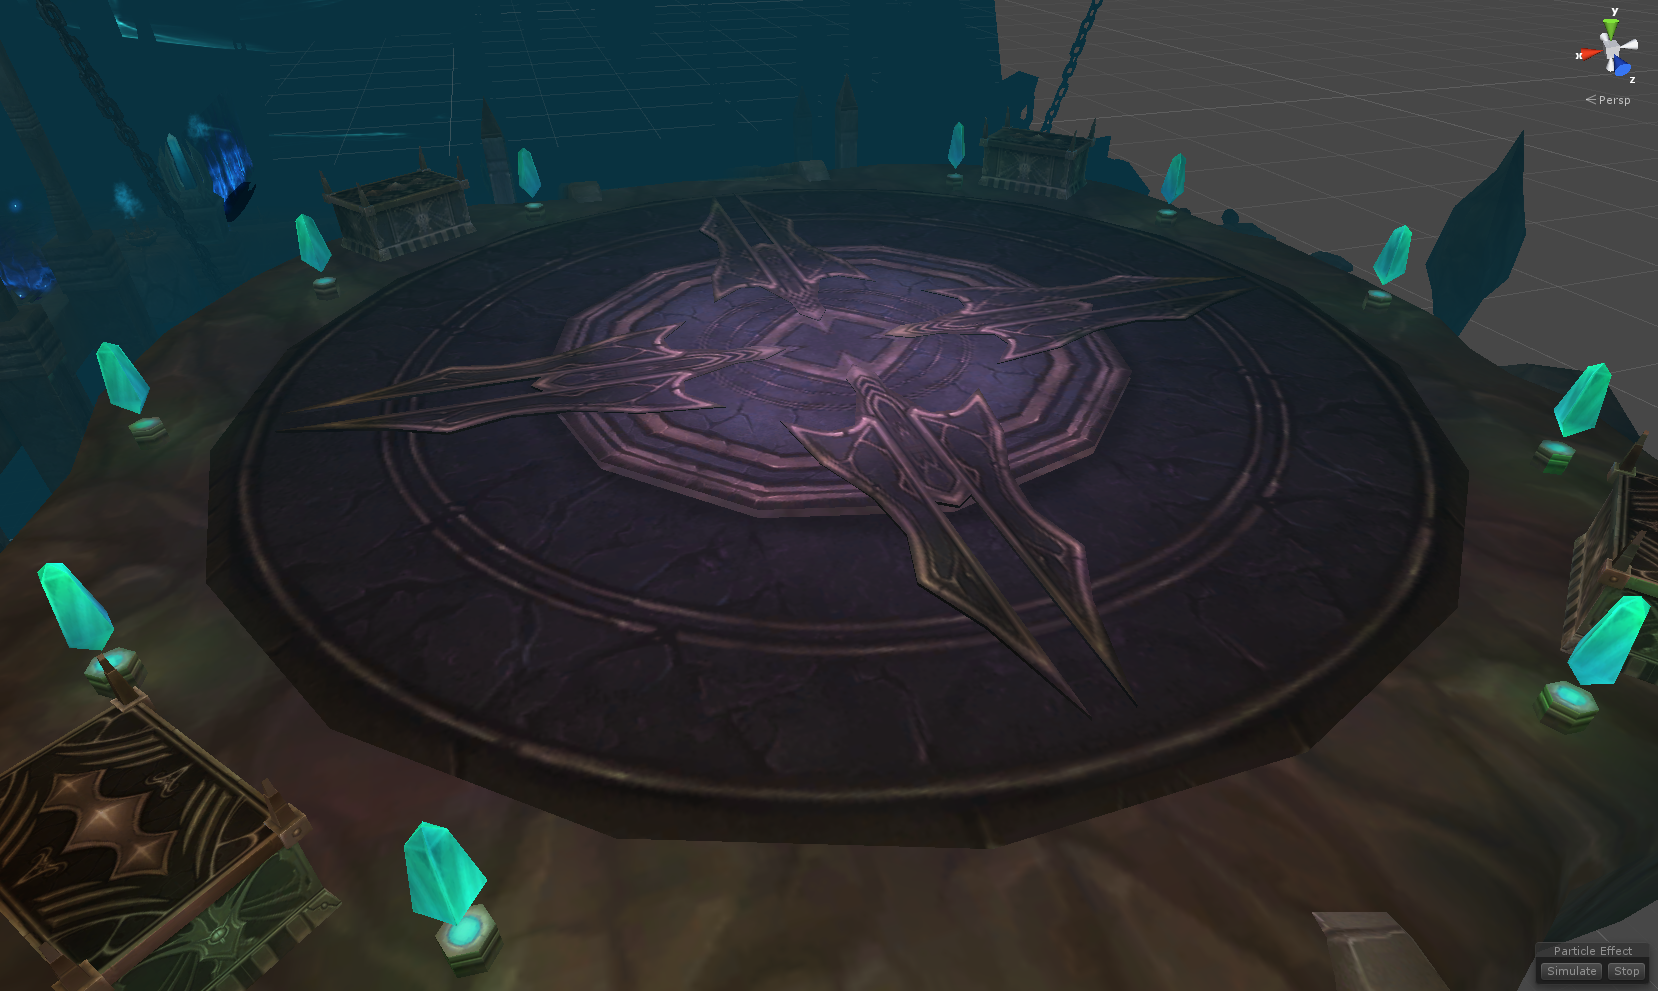 y
x
z
Persp
Particle Effect
Simulate Stop